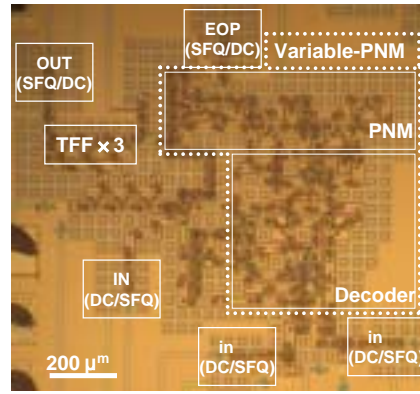 EOP
(SFQ/DC)
OUT
(SFQ/DC)
Variable-PNM
PNM
TFF × 3
IN
(DC/SFQ)
Decoder
in
(DC/SFQ)
in
(DC/SFQ)
200 µm